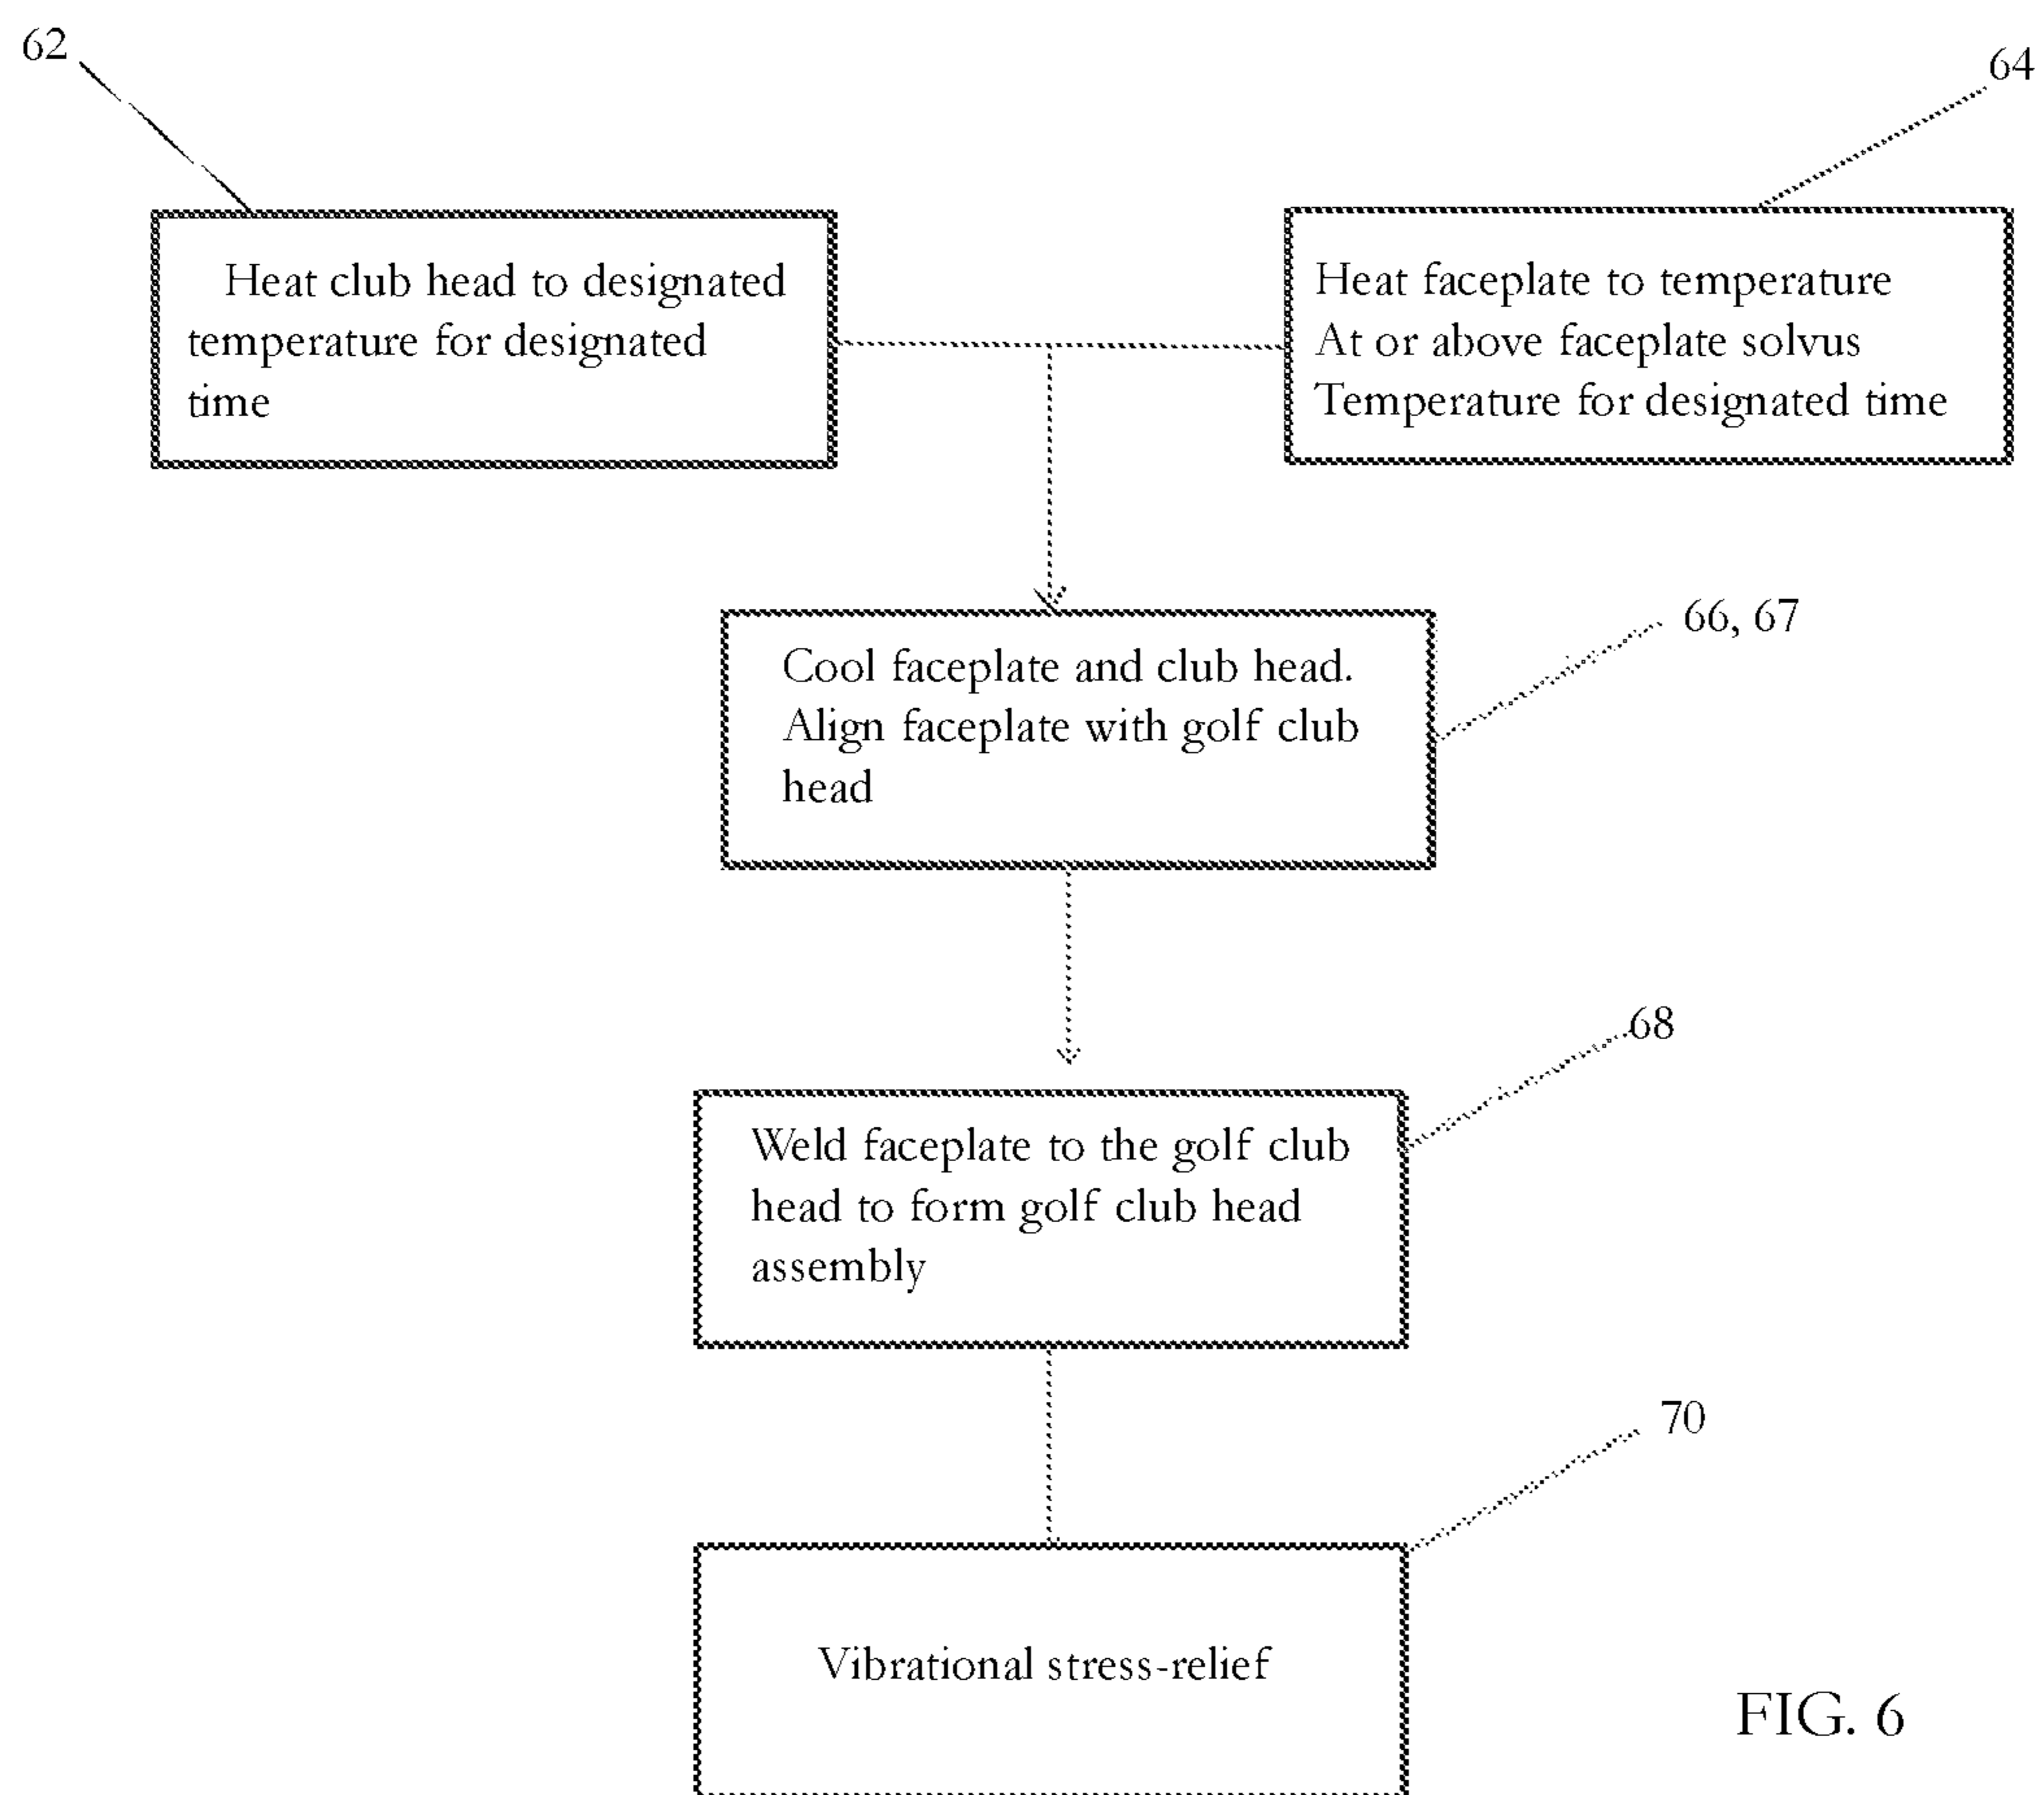 62
64
Heat club head to designated
temperature for designated
time
Heat faceplate to temperature
At or above faceplate solvus
Temperature for designated time
66, 67
Cool faceplate and club head.
Align faceplate with golf club
head
68
Weld faceplate to the golf club
head to form golf club head
assembly
70
Vibrational stress-relief
FIG. 6